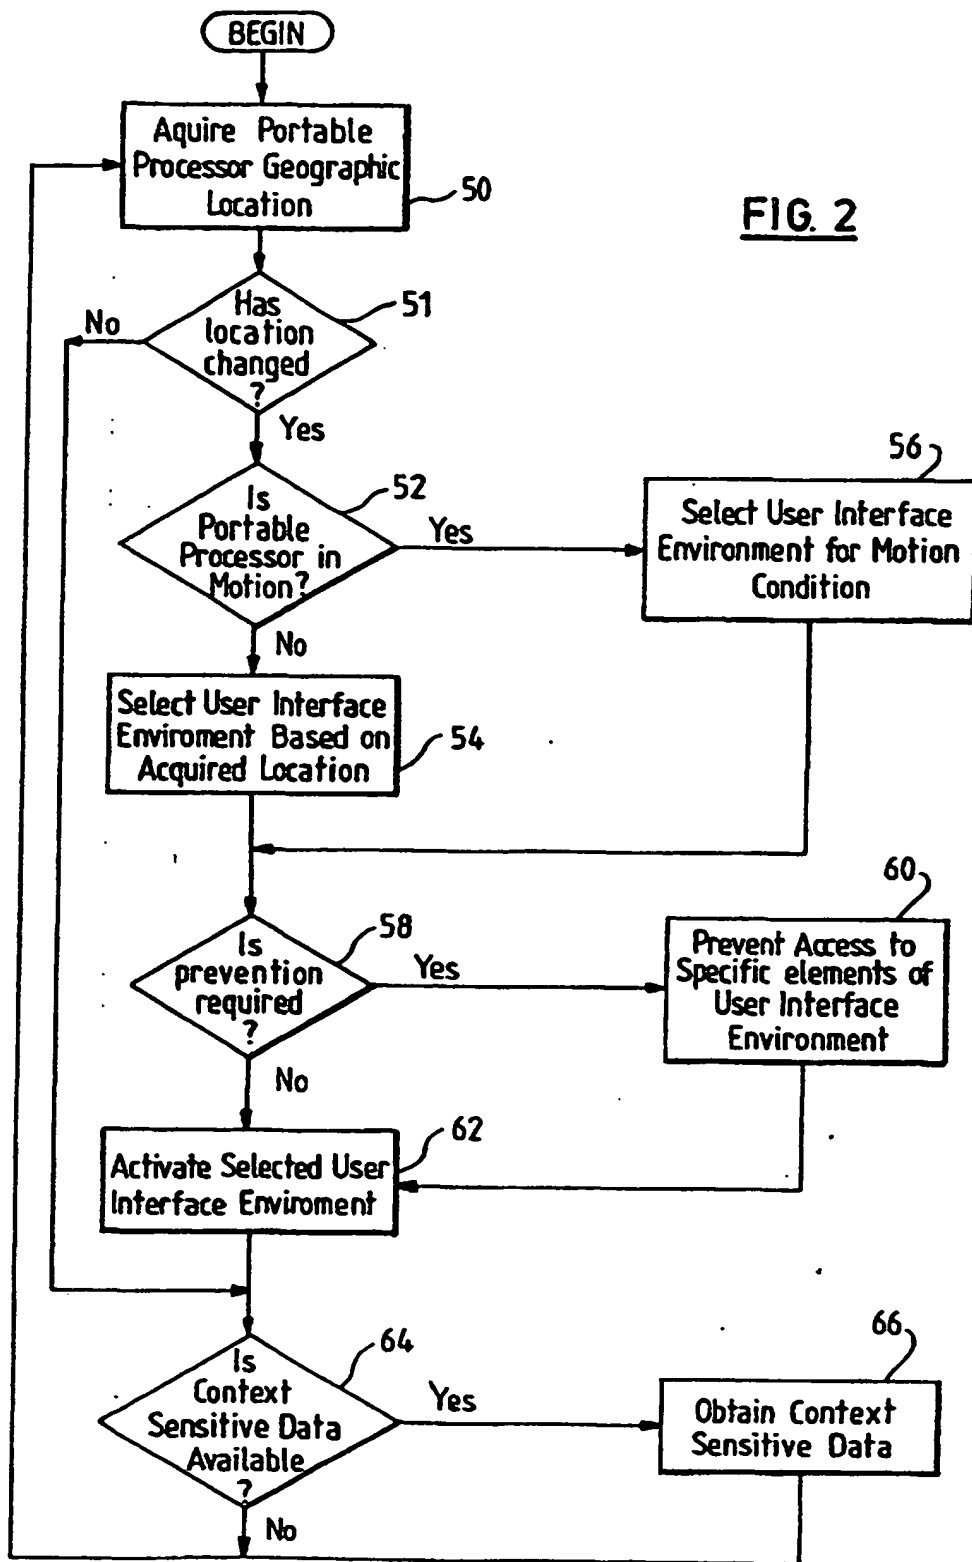 BEGIN
Aquire Portable
Processor Geographic
Location
50
FIG. 2
Has
location
changed
?
51
No
Yes
Is
Portable
Processor in
Motion?
52
Yes
56
Select User Interface
Environment for Motion
Condition
No
Select User Interface
Enviroment Based on
Acquired Location
54
Is
prevention
required
?
58
Yes
60
Prevent Access to
Specific elements of
User Interface
Environment
No
62
Activate Selected User
Interface Enviroment
Is
Context
Sensitive Data
Available
?
64
Yes
66
Obtain Context
Sensitive Data
No